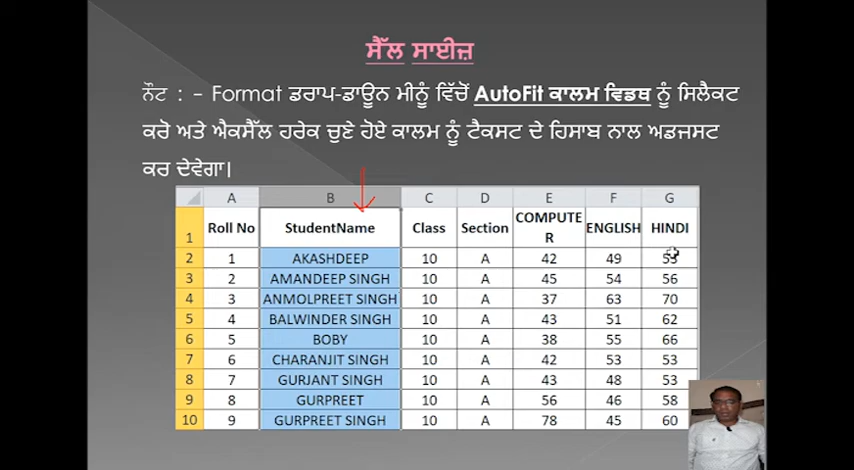 ਸੈੱਲ ਸਾਈਜ਼
ਨੌਟ : – Format ਡਰਾਪ-ਡਾਊਨ ਮੀਨੂੰ ਵਿੱਚੋਂ AutoFit ਕਾਲਮ ਵਿਡਥ ਨੂੰ ਸਿਲੈਕਟ
ਕਰੋ ਅਤੇ ਐਕਸੈੱਲ ਹਰੇਕ ਚੁਣੇ ਹੋਏ ਕਾਲਮ ਨੂੰ ਟੈਕਸਟ ਦੇ ਹਿਸਾਬ ਨਾਲ ਅਡਜਸਟ
ਕਰ ਦੇਵੇਗਾ।
A B C D E F G
1 Roll No StudentName Class Section COMPUTE R ENGLISH HINDI
2 1 AKASHDEEP 10 A 42 49 53
3 2 AMANDEEP SINGH 10 A 45 54 56
4 3 ANMOLPREET SINGH 10 A 37 63 70
5 4 BALWINDER SINGH 10 A 43 51 62
6 5 BOBY 10 A 38 55 66
7 6 CHARANJIT SINGH 10 A 42 53 53
8 7 GURJANT SINGH 10 A 43 48 53
9 8 GURPREET 10 A 56 46 58
10 9 GURPREET SINGH 10 A 78 45 60